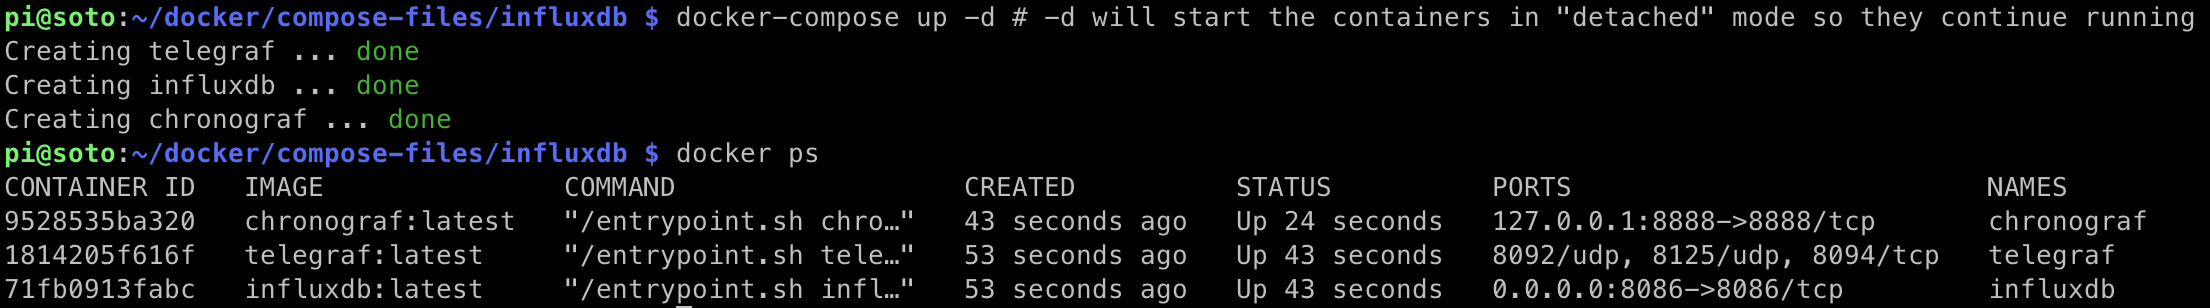 pi@soto:~/docker/compose-files/influxdb $ docker-compose up -d # -d will start the containers in "detached" mode so they continue running
Creating telegraf ... done
Creating influxdb ... done
Creating chronograf ... done
pi@soto:~/docker/compose-files/influxdb $ docker ps
CONTAINER ID   IMAGE               COMMAND                  CREATED          STATUS          PORTS                          NAMES
9528535ba320   chronograf:latest   "/entrypoint.sh chro…"   43 seconds ago   Up 24 seconds   127.0.0.1:8888->8888/tcp       chronograf
1814205f616f   telegraf:latest     "/entrypoint.sh tele…"   53 seconds ago   Up 43 seconds   8092/udp, 8125/udp, 8094/tcp   telegraf
71fb0913fabc   influxdb:latest     "/entrypoint.sh infl…"   53 seconds ago   Up 43 seconds   0.0.0.0:8086->8086/tcp         influxdb